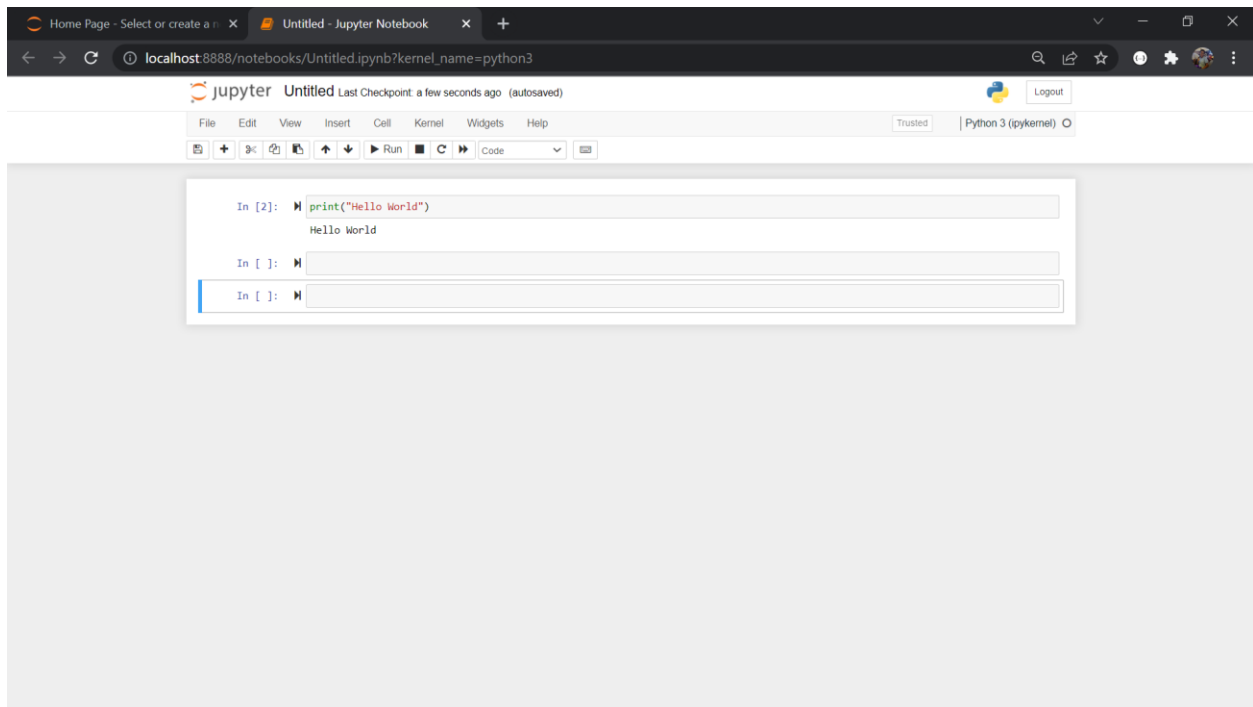 Home Page - Select or create a n
Untitled - Jupyter Notebook
localhost:8888/notebooks/Untitled.ipynb?kernel_name=python3
jupyter Untitled Last Checkpoint: a few seconds ago (autosaved)
Logout
File Edit View Insert Cell Kernel Widgets Help
Trusted
Python 3 (ipykernel)
Run
Code
In [2]: print("Hello World")
Hello World
In [ ]:
In [ ]: